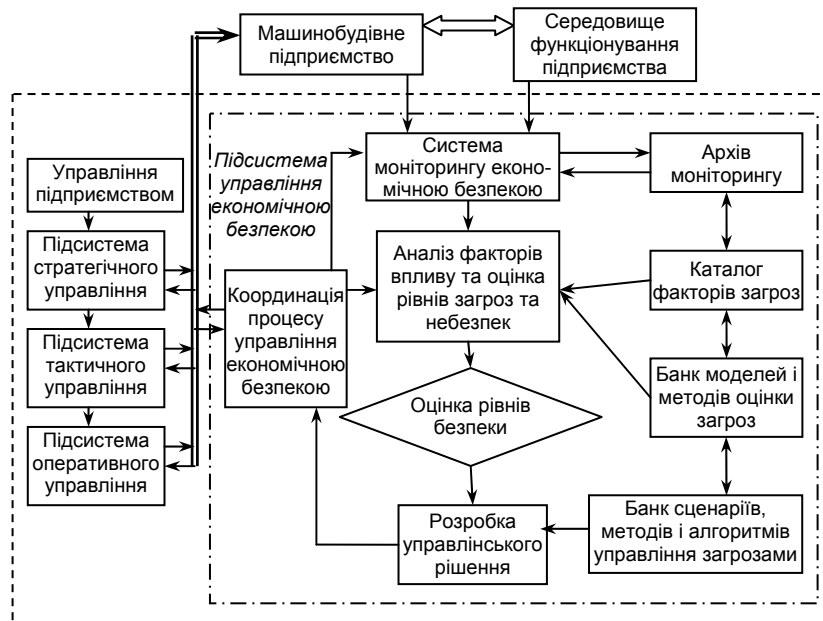 Машинобудівне
підприємство
Середовище
функціонування
підприємства
Підсистема
управління
економічною
безпекою
Система
моніторингу еконо-
мічною безпекою
Архів
моніторингу
Управління
підприємством
Підсистема
стратегічного
управління
Підсистема
тактичного
управління
Підсистема
оперативного
управління
Координація
процесу
управління
економічною
безпекою
Аналіз факторів
впливу та оцінка
рівнів загроз та
небезпек
Каталог
факторів загроз
Банк моделей і
методів оцінки
загроз
Оцінка рівнів
безпеки
Розробка
управлінського
рішення
Банк сценаріїв,
методів і алгоритмів
управління загрозами